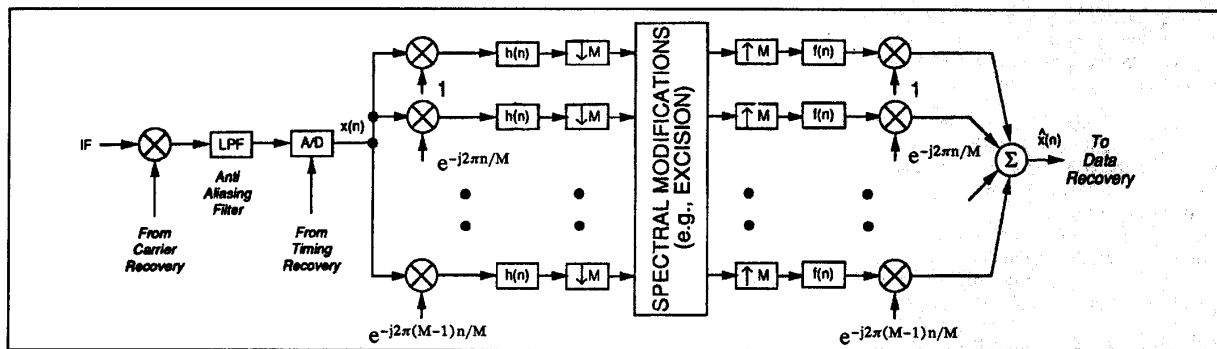 h(n)
↓M
↑M
f(n)
1
1
x(n)
IF
LPF
A/D
h(n)
↓M
↑M
f(n)
Anti
Aliasing
Filter
e^-j2πn/M
e^-j2πn/M
Σ
x̂(n)
To
Data
Recovery
From
Carrier
Recovery
From
Timing
Recovery
SPECTRAL MODIFICATIONS
(e.g., EXCISION)
h(n)
↓M
↑M
f(n)
e^-j2π(M-1)n/M
e^-j2π(M-1)n/M